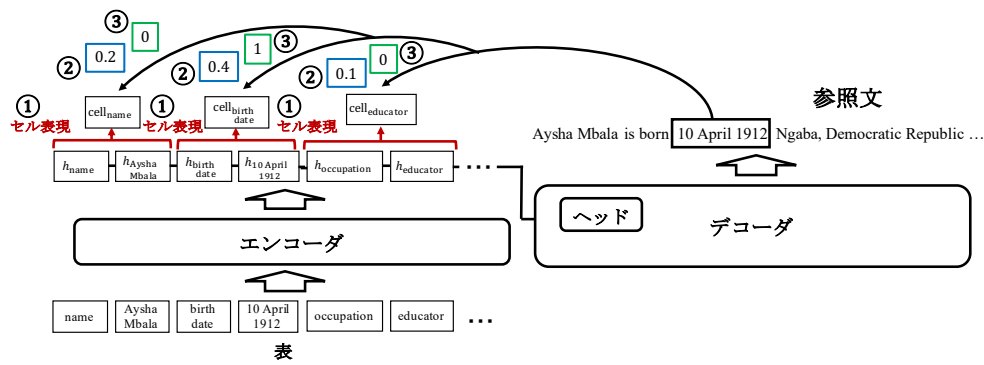 ③ 0
② 0.2
1 ③
② 0.4
0 ③
② 0.1
① cell_name
① cell_birth date
① cell_educator
セル表現 セル表現 セル表現
参照文
Aysha Mbala is born 10 April 1912 Ngaba, Democratic Republic …
h_name h_Aysha Mbala h_birth date h_10 April 1912 h_occupation h_educator …
ヘッド
デコーダ
エンコーダ
name Aysha Mbala birth date 10 April 1912 occupation educator …
表